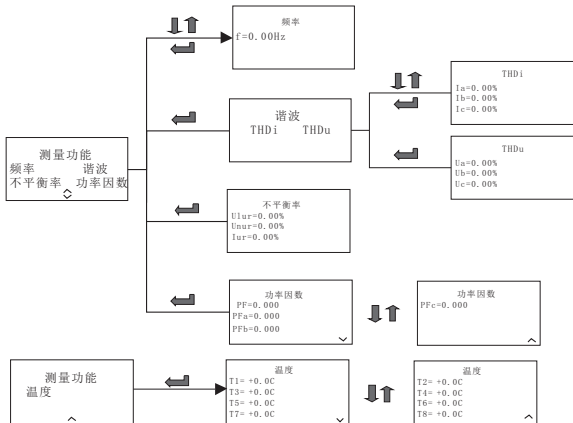 频率
f=0.00Hz
测量功能
频率 谐波
不平衡率 功率因数
谐波
THDi THDu
THDi
Ia=0.00%
Ib=0.00%
Ic=0.00%
THDu
Ua=0.00%
Ub=0.00%
Uc=0.00%
不平衡率
Ulur=0.00%
Unur=0.00%
Iur=0.00%
功率因数
PF=0.000
PFa=0.000
PFb=0.000
功率因数
PFc=0.000
测量功能
温度
温度
T1= +0.0C
T3= +0.0C
T5= +0.0C
T7= +0.0C
温度
T2= +0.0C
T4= +0.0C
T6= +0.0C
T8= +0.0C